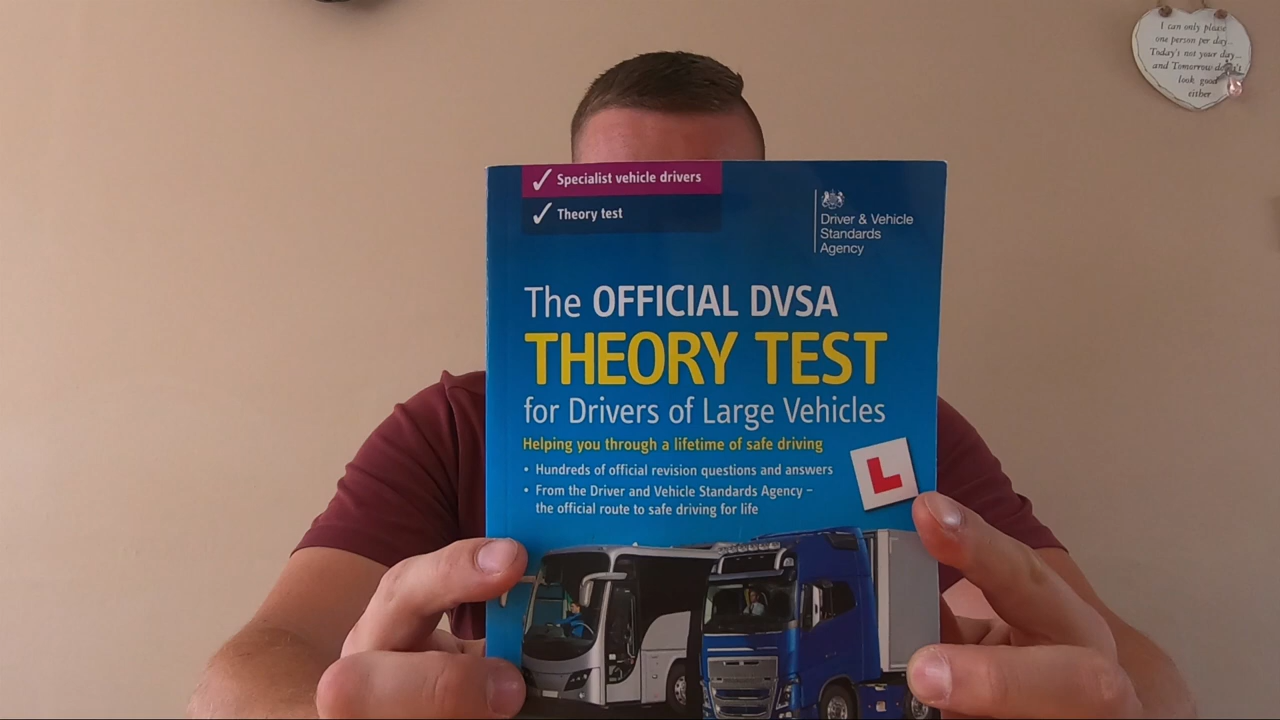 I can only please
one person per day..
Today's not your day...
and Tomorrow
look good
either
✓ Specialist vehicle drivers
✓ Theory test
Driver & Vehicle
Standards
Agency
The OFFICIAL DVSA
THEORY TEST
for Drivers of Large Vehicles
Helping you through a lifetime of safe driving
• Hundreds of official revision questions and answers
• From the Driver and Vehicle Standards Agency –
the official route to safe driving for life
L